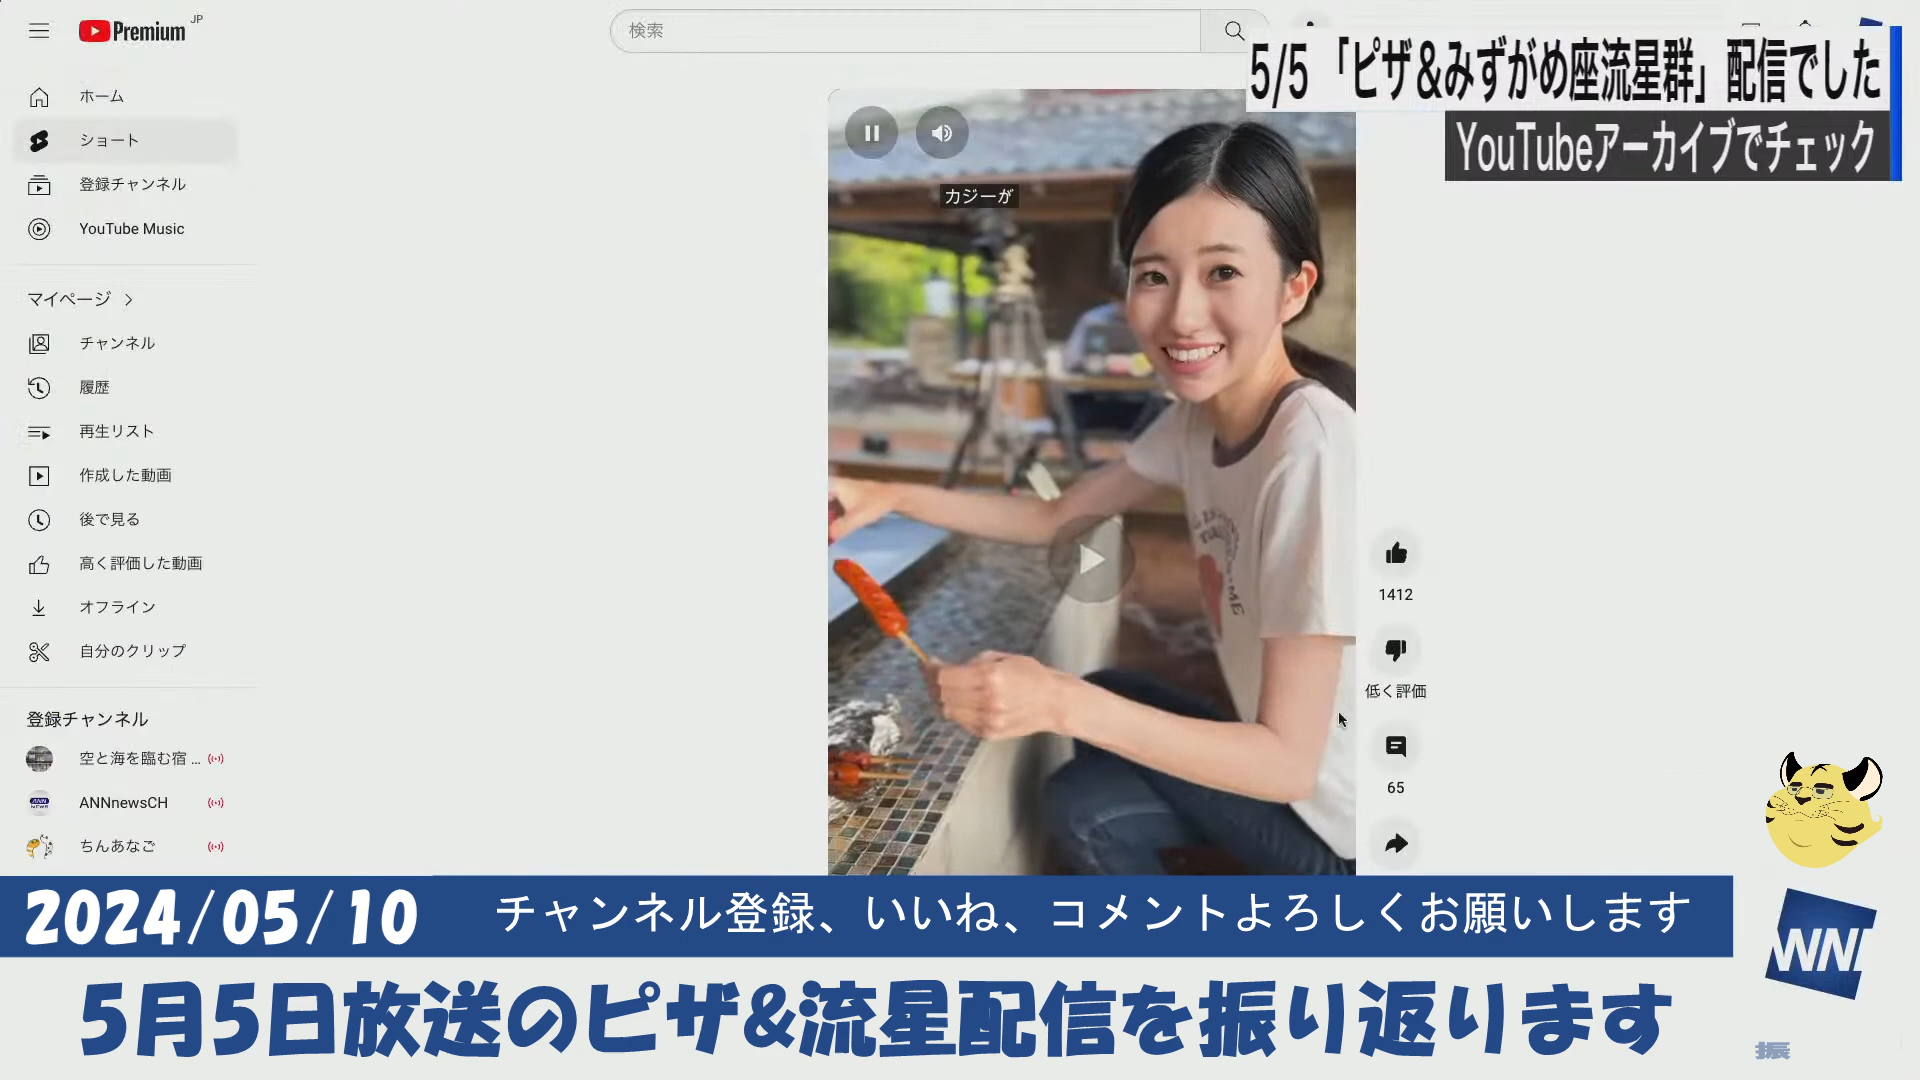 Premium JP
検索
5/5「ピザ&みずがめ座流星群」配信でした
YouTubeアーカイブでチェック
ホーム
ショート
登録チャンネル
YouTube Music
マイページ
チャンネル
履歴
再生リスト
作成した動画
後で見る
高く評価した動画
オフライン
自分のクリップ
登録チャンネル
空と海を臨む宿 ...
ANNnewsCH
ちんあなご
カジーが
1412
低く評価
65
2024/05/10
チャンネル登録、いいね、コメントよろしくお願いします
5月5日放送のピザ&流星配信を振り返ります
WNI
振